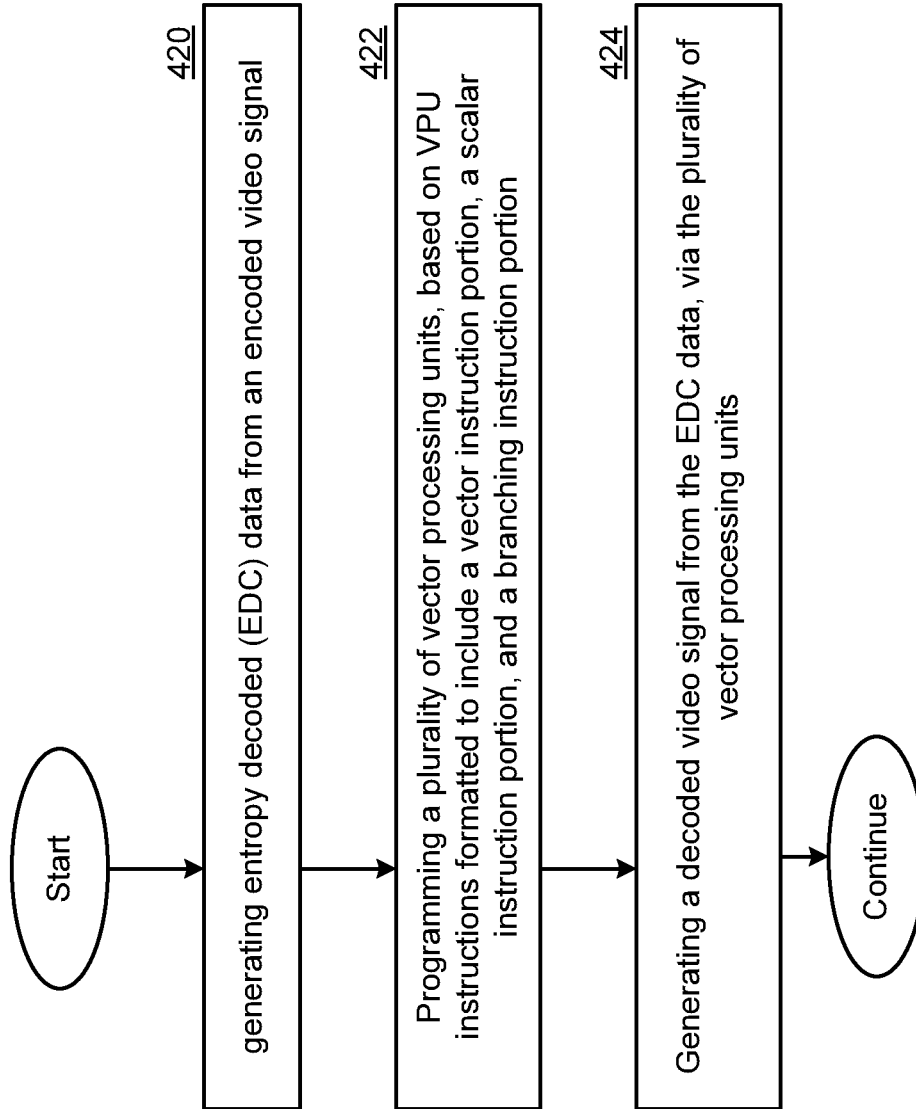 Start
420
generating entropy decoded (EDC) data from an encoded video signal
422
Programming a plurality of vector processing units, based on VPU
instructions formatted to include a vector instruction portion, a scalar
instruction portion, and a branching instruction portion
424
Generating a decoded video signal from the EDC data, via the plurality of
vector processing units
Continue